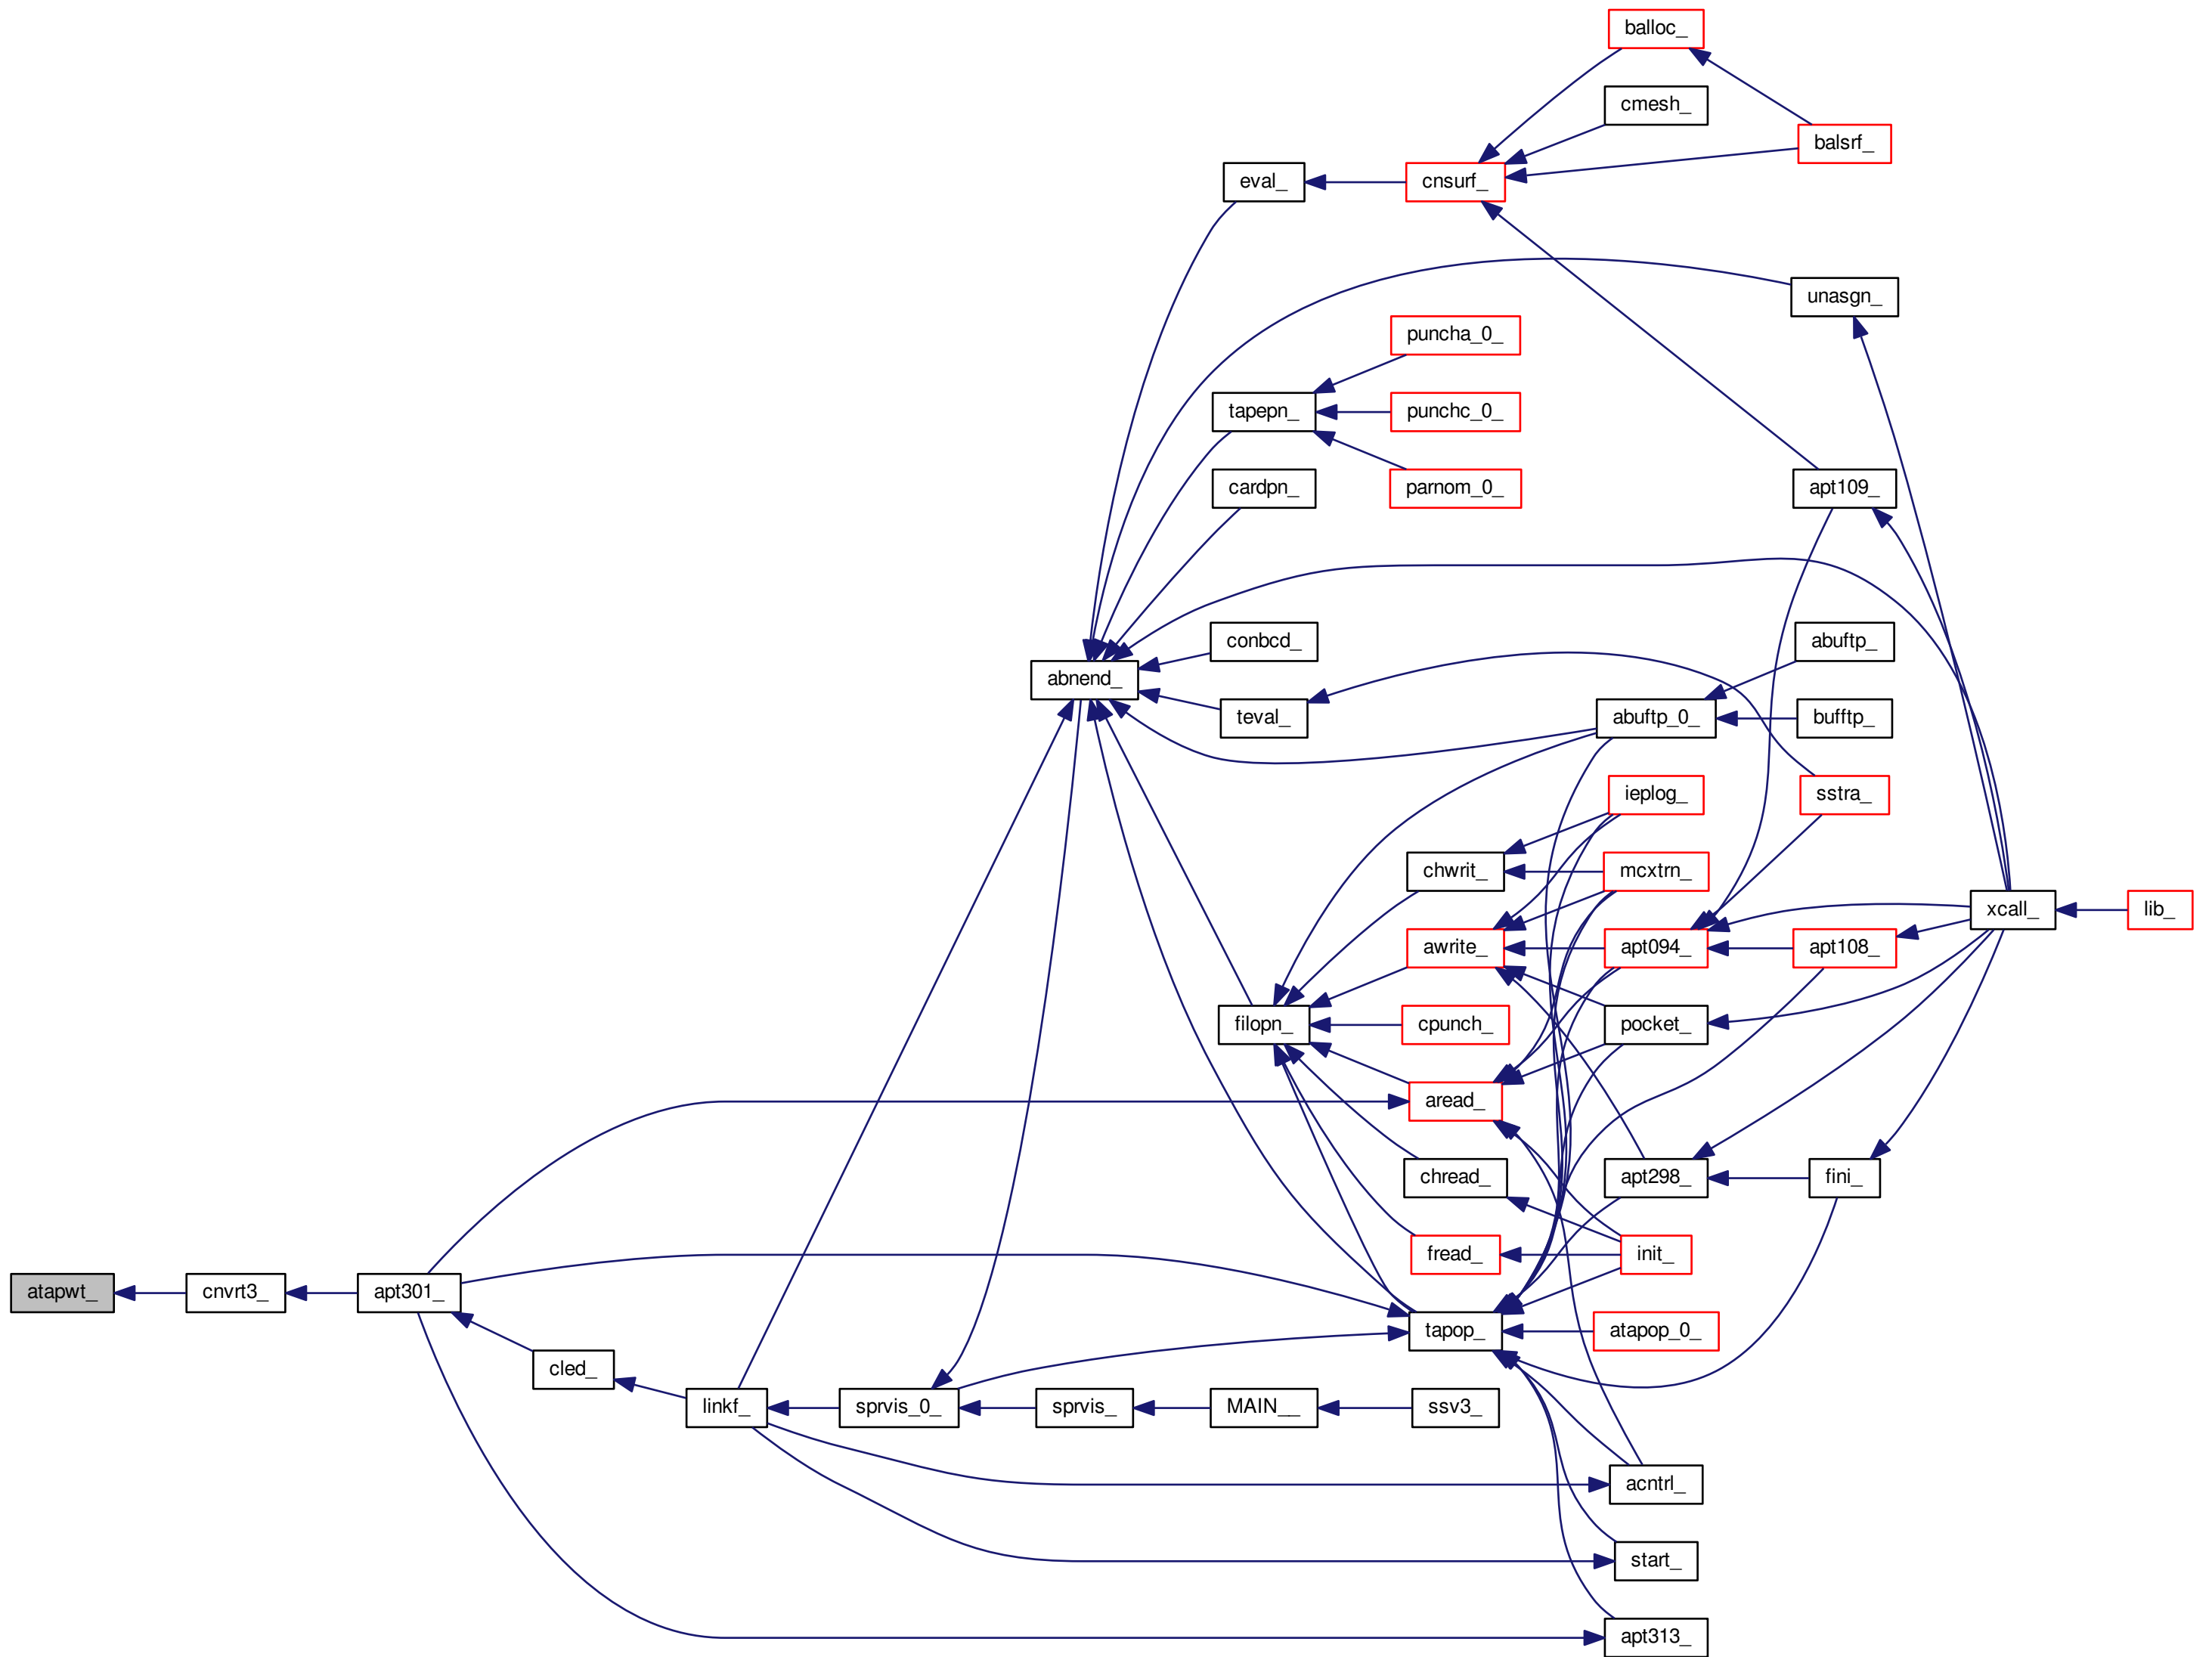 balloc_
cmesh_
balsrf_
eval_
cnsurf_
unasgn_
puncha_0_
tapepn_
punchc_0_
cardpn_
parnom_0_
apt109_
conbcd_
abuftp_
abnend_
teval_
abuftp_0_
bufftp_
ieplog_
sstra_
chwrit_
mcxtrn_
xcall_
lib_
awrite_
apt094_
apt108_
filopn_
cpunch_
pocket_
aread_
chread_
apt298_
fini_
fread_
init_
atapwt_
cnvrt3_
apt301_
tapop_
atapop_0_
cled_
linkf_
sprvis_0_
sprvis_
MAIN__
ssv3_
acntrl_
start_
apt313_